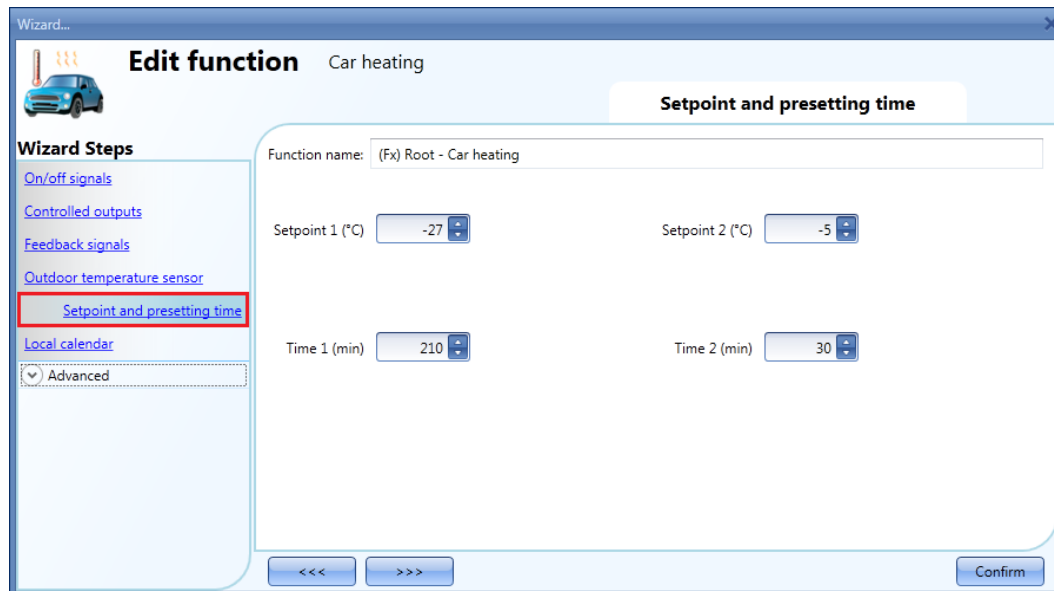 Wizard...
Edit function Car heating
Setpoint and presetting time
Wizard Steps
On/off signals
Controlled outputs
Feedback signals
Outdoor temperature sensor
Setpoint and presetting time
Local calendar
Advanced
Function name: (Fx) Root - Car heating
Setpoint 1 (°C) -27 Setpoint 2 (°C) -5
Time 1 (min) 210 Time 2 (min) 30
<<< >>> Confirm